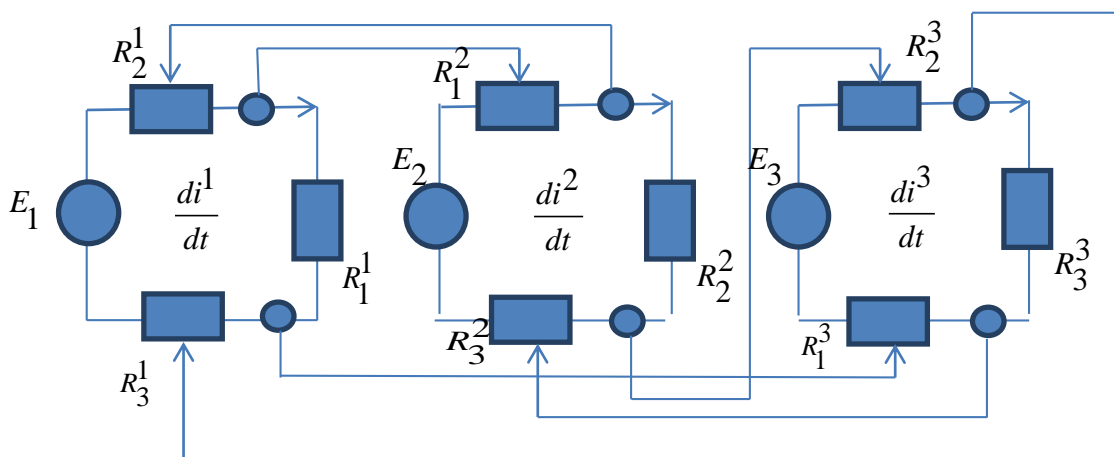 R_2^1
R_1^2
R_2^3
E_1
di^1/dt
R_1^1
E_2
di^2/dt
R_2^2
E_3
di^3/dt
R_3^3
R_3^1
R_3^2
R_1^3